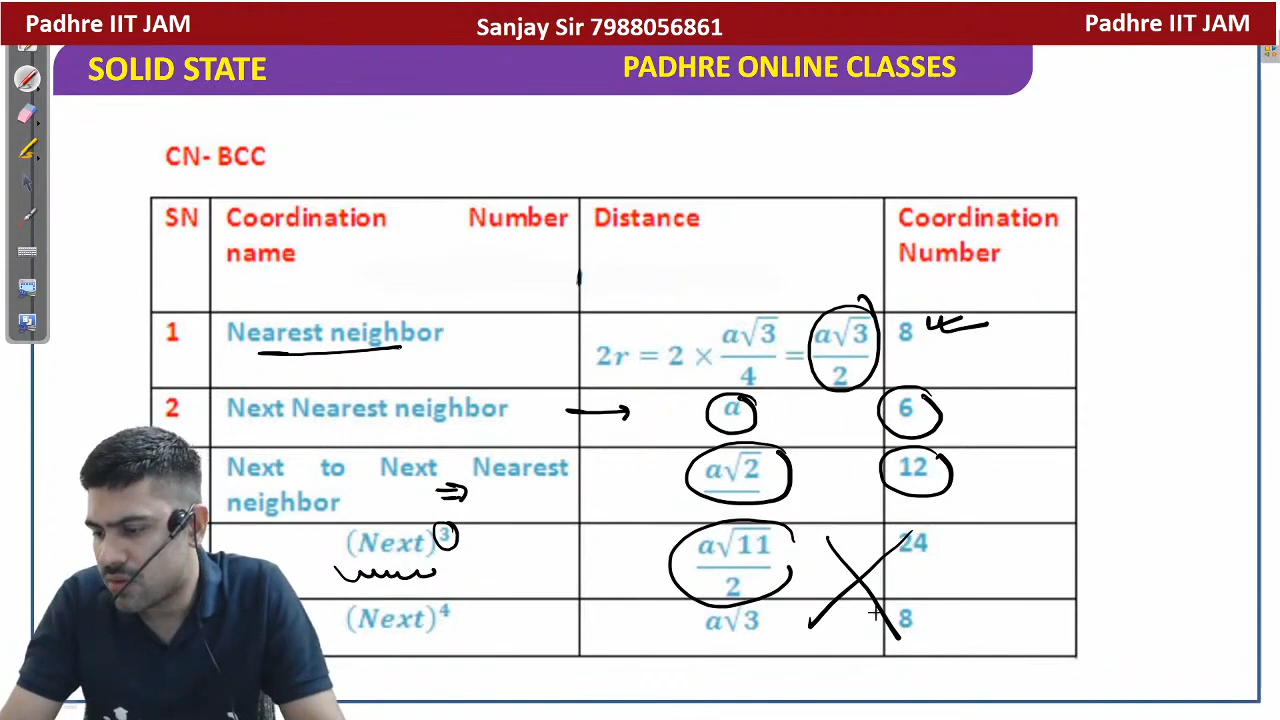 Padhre IIT JAM
Sanjay Sir 7988056861
Padhre IIT JAM
SOLID STATE
PADHRE ONLINE CLASSES
CN- BCC
SN
Coordination Number
name
Distance
Coordination
Number
1
Nearest neighbor
2r = 2 × a√3/4 = a√3/2
8
2
Next Nearest neighbor
a
6
Next to Next Nearest
neighbor
a√2
12
(Next)³
a√11/2
24
(Next)⁴
a√3
8